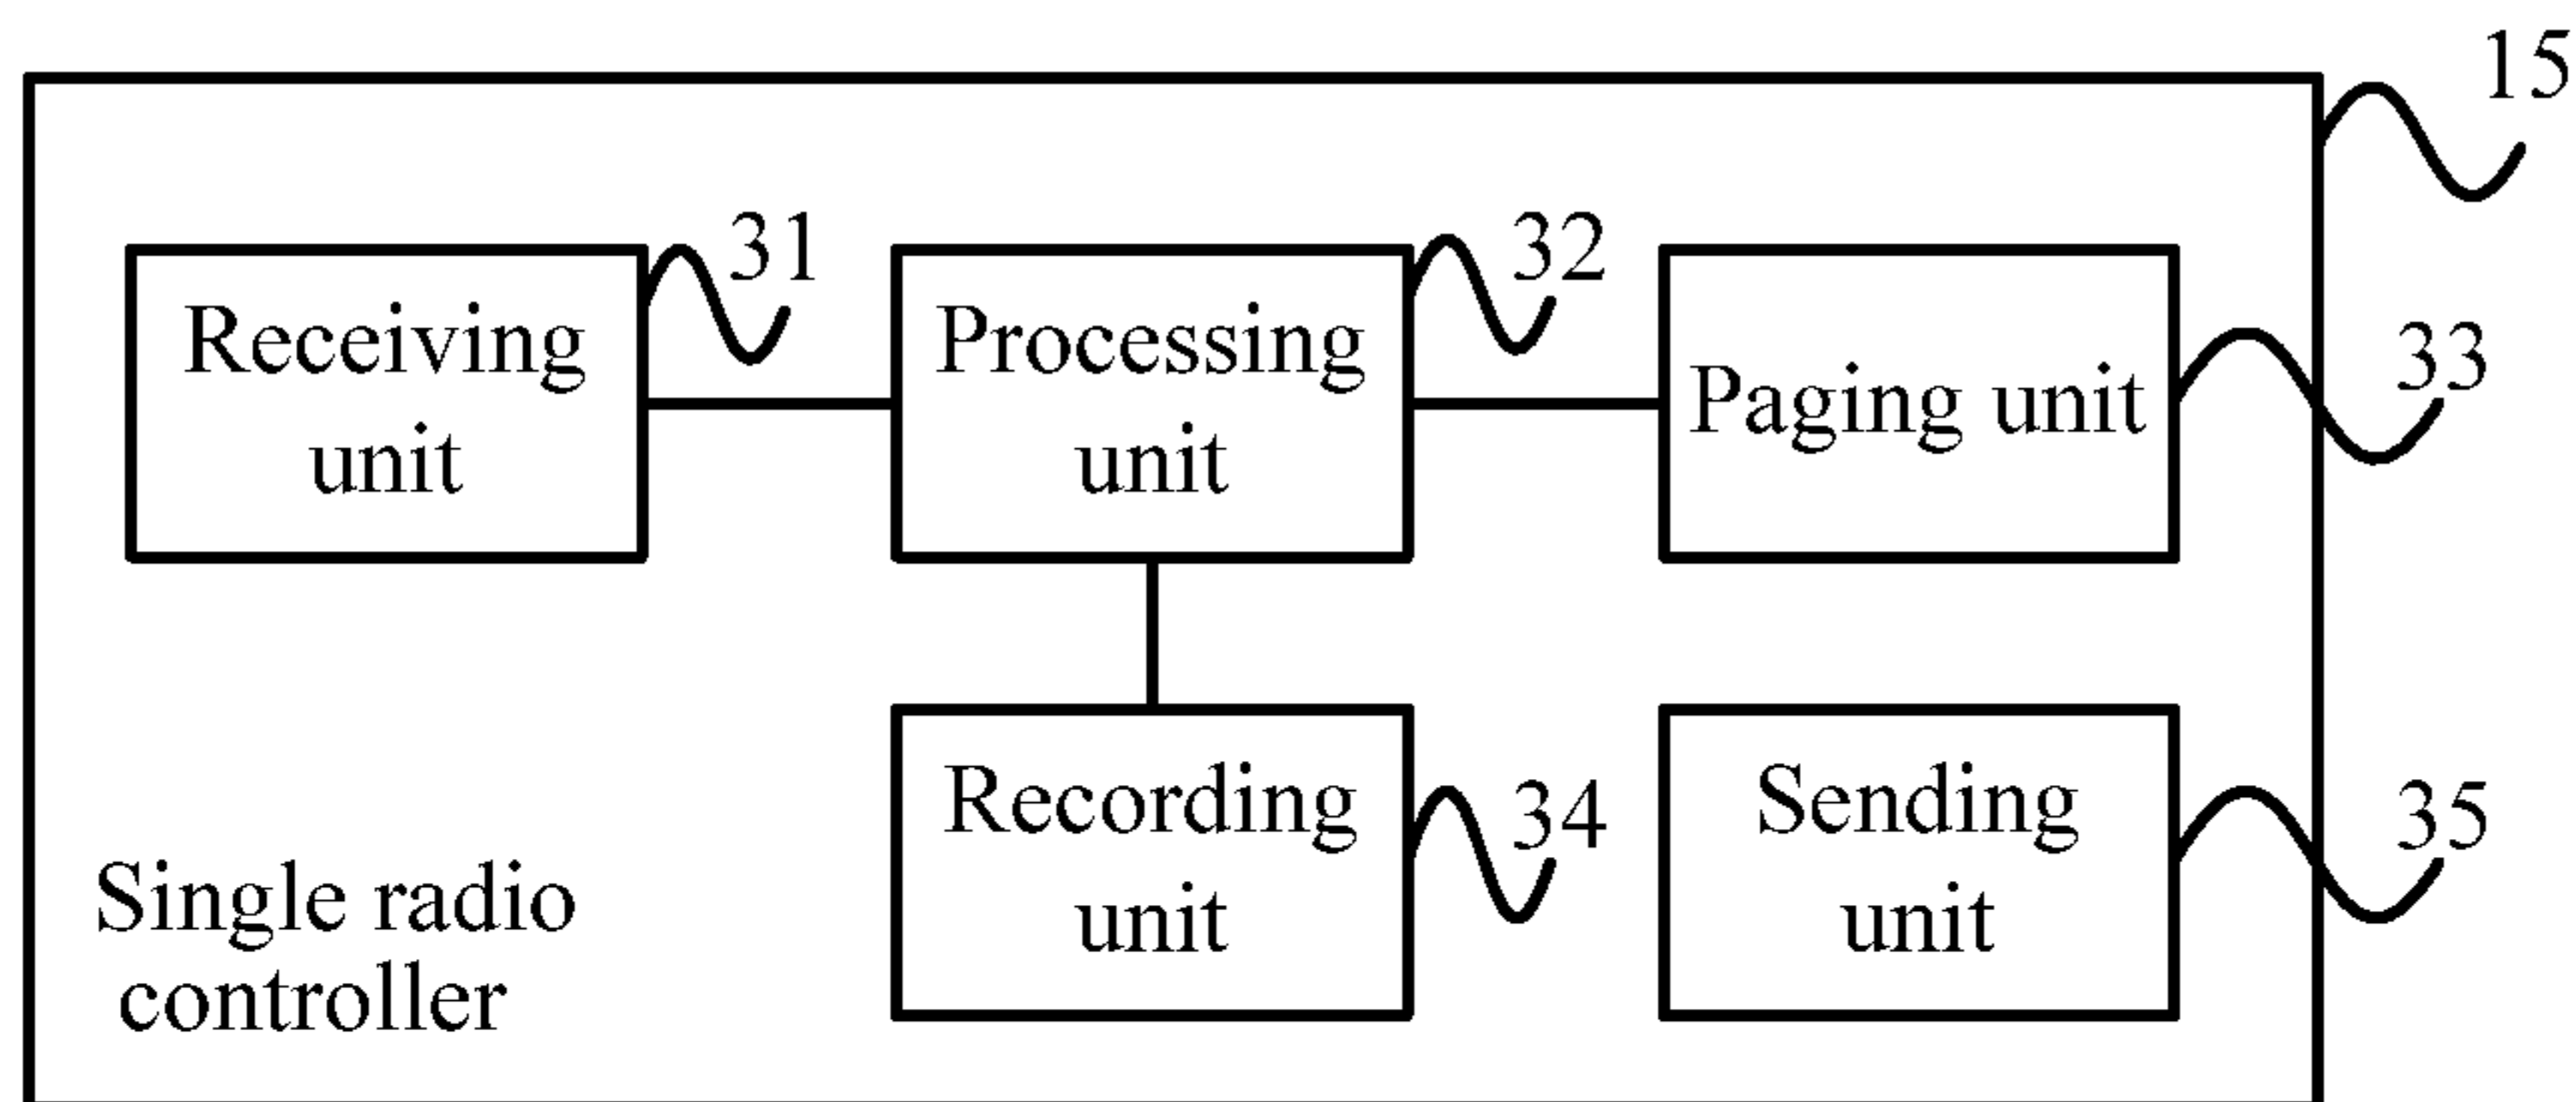 15
31
32
33
Receiving
unit
Processing
unit
Paging unit
Recording
unit
34
Sending
unit
35
Single radio
controller